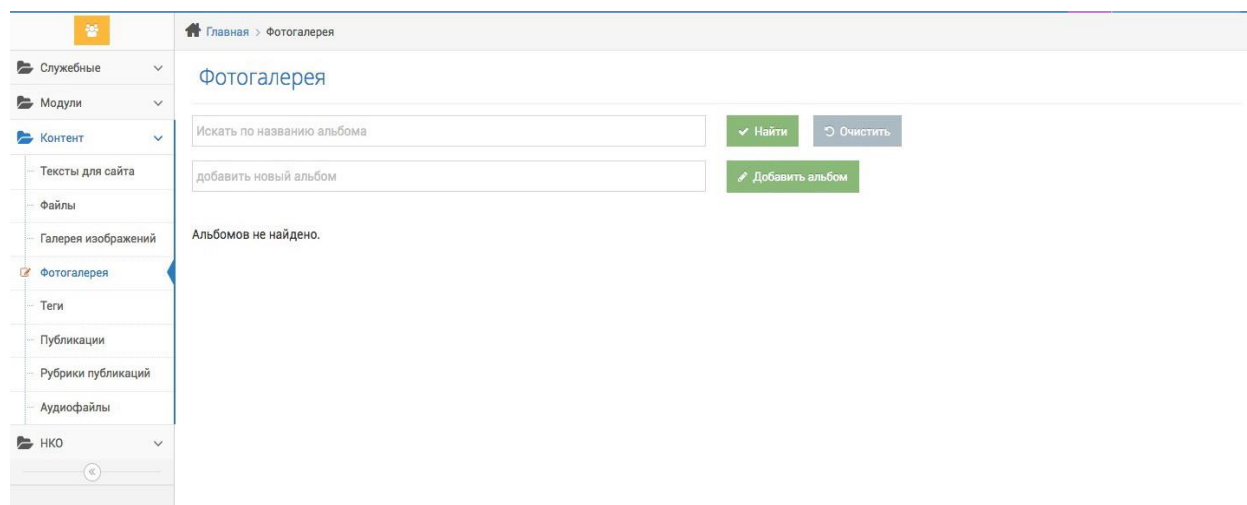 Главная > Фотогалерея
Служебные
Модули
Контент
Тексты для сайта
Файлы
Галерея изображений
Фотогалерея
Теги
Публикации
Рубрики публикаций
Аудиофайлы
НКО
Фотогалерея
Искать по названию альбома
Найти
Очистить
добавить новый альбом
Добавить альбом
Альбомов не найдено.